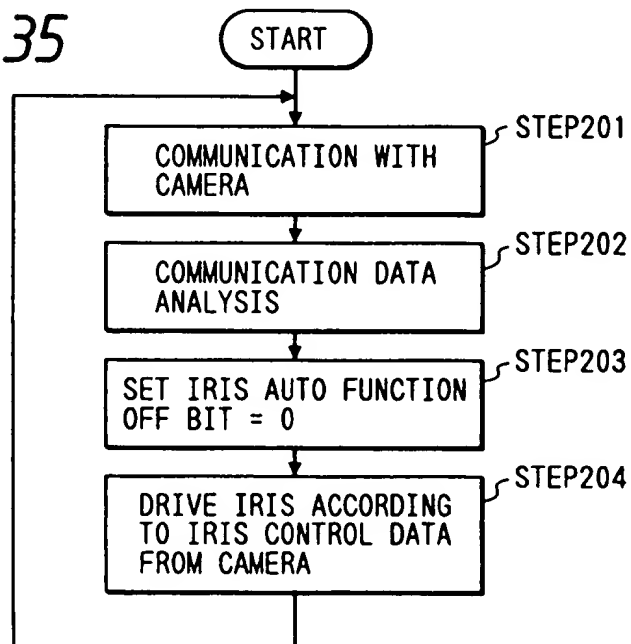 35
START
STEP201
COMMUNICATION WITH
CAMERA
STEP202
COMMUNICATION DATA
ANALYSIS
STEP203
SET IRIS AUTO FUNCTION
OFF BIT = 0
STEP204
DRIVE IRIS ACCORDING
TO IRIS CONTROL DATA
FROM CAMERA